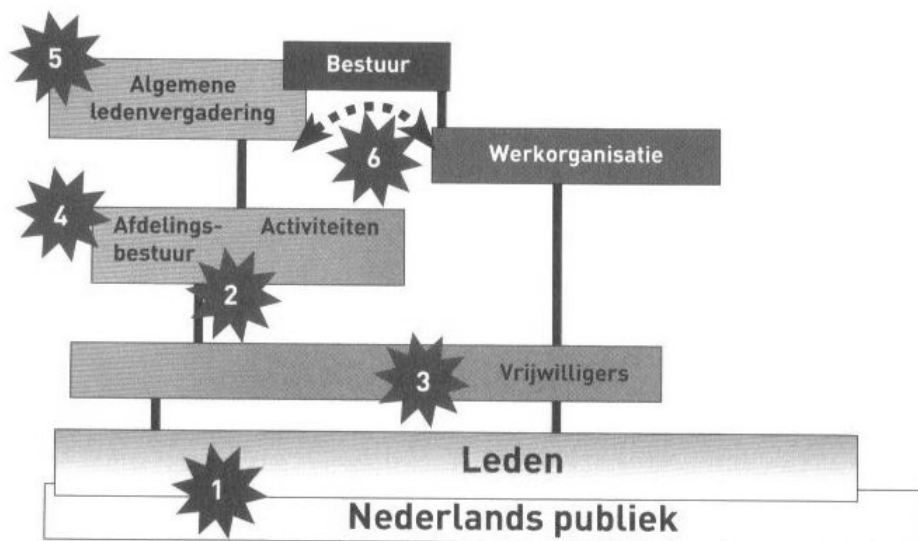 5
Bestuur
Algemene
ledenvergadering
6
Werkorganisatie
4
Afdelings-
bestuur
Activiteiten
2
3
Vrijwilligers
Leden
1
Nederlands publiek